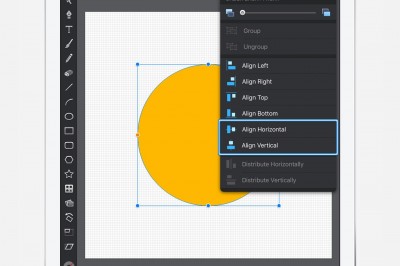 Group
Ungroup
Align Left
Align Right
Align Top
Align Bottom
Align Horizontal
Align Vertical
Distribute Horizontally
Distribute Vertically